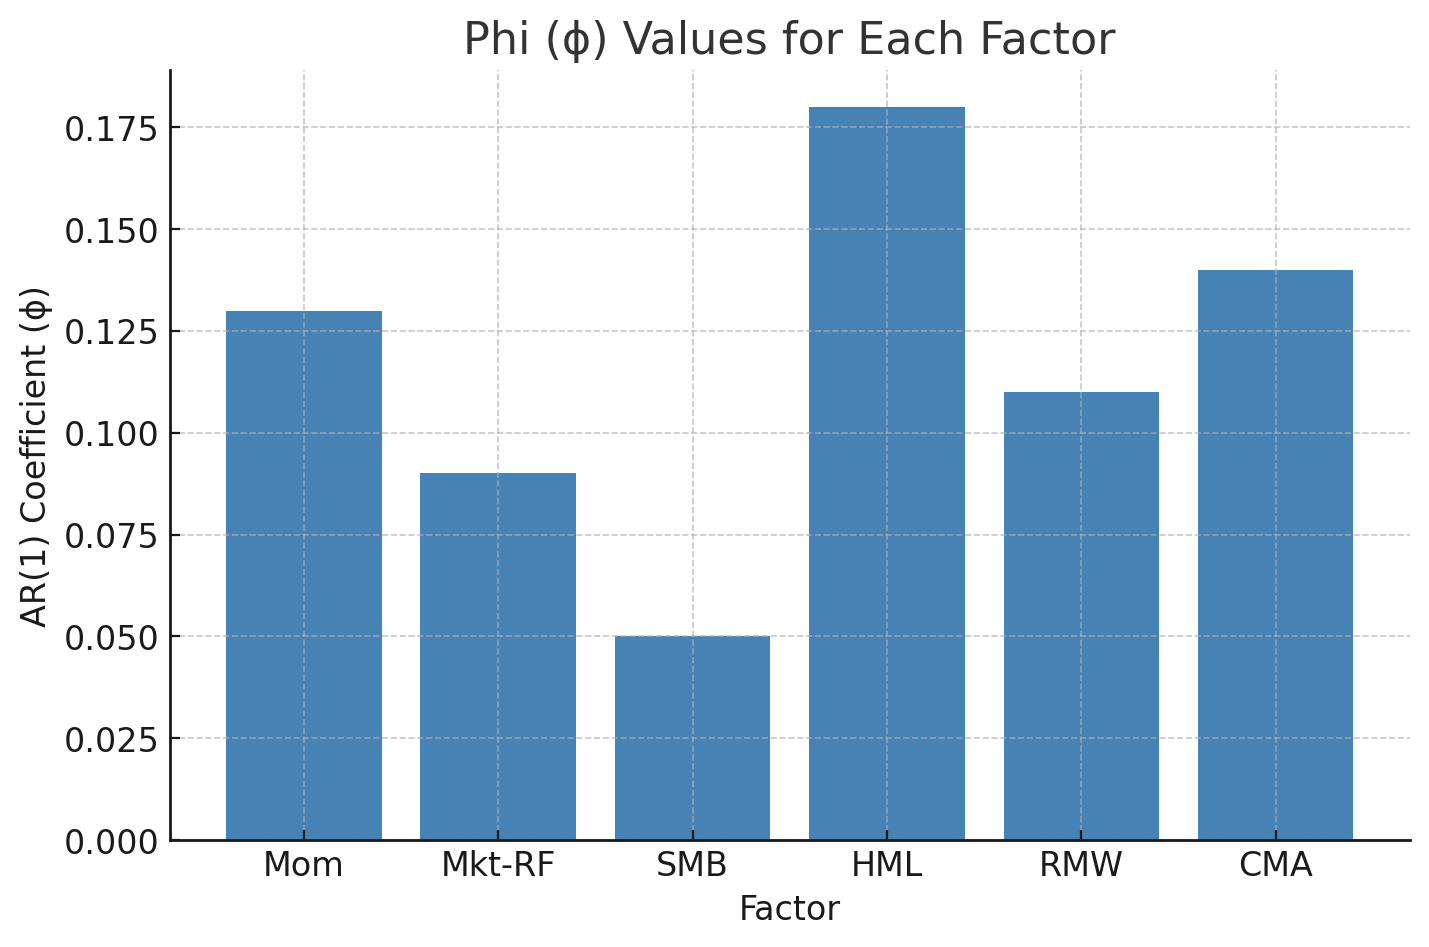 Phi (ϕ) Values for Each Factor
AR(1) Coefficient (ϕ)
0.175
0.150
0.125
0.100
0.075
0.050
0.025
0.000
Mom Mkt-RF SMB HML RMW CMA
Factor